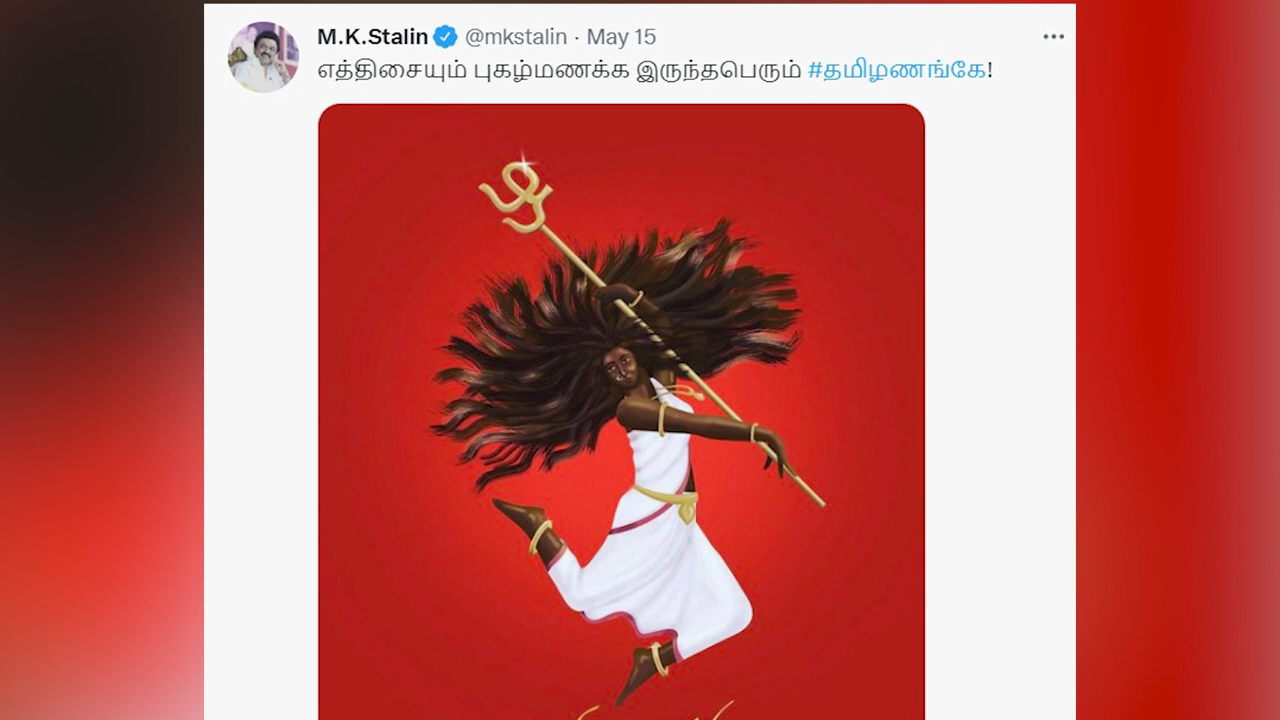 M.K.Stalin @mkstalin · May 15
எத்திசையும் புகழ்மணக்க இருந்தபெரும் #தமிழணங்கே!
ழ